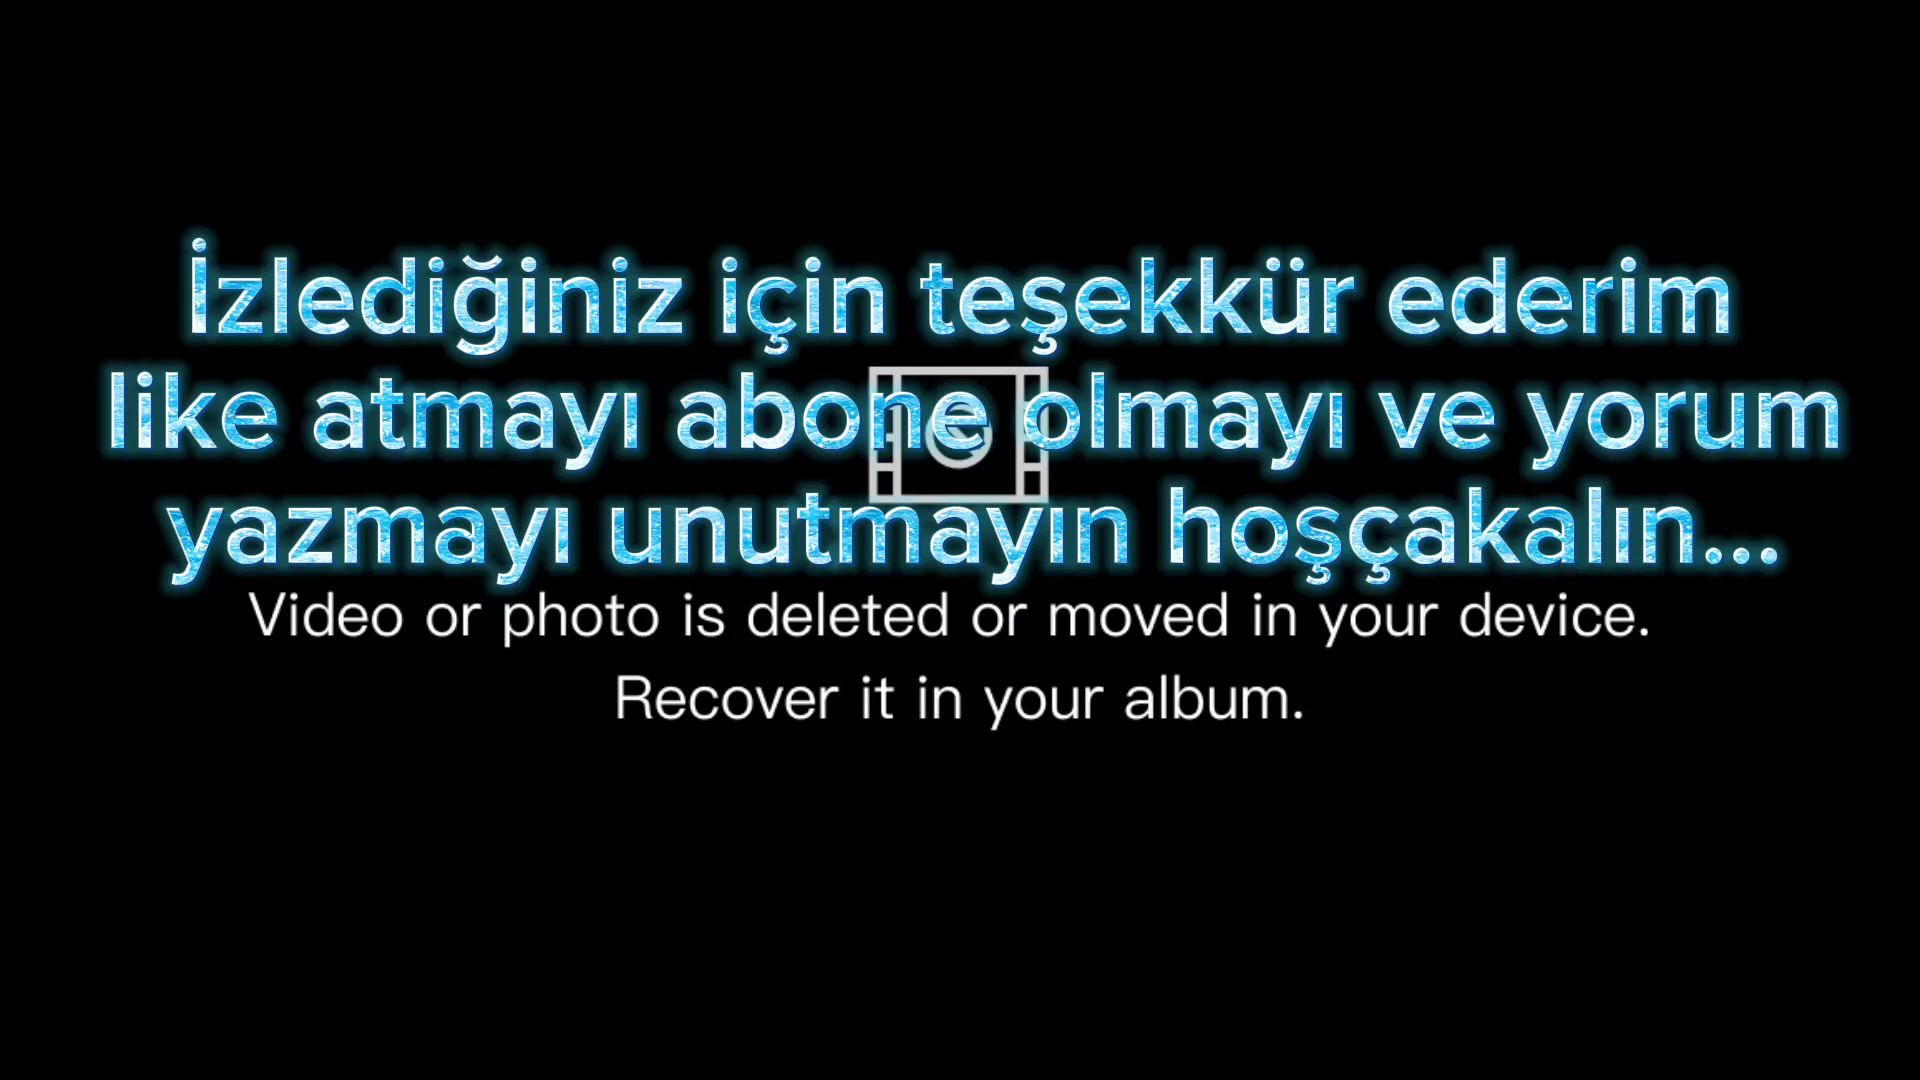 İzlediğiniz için teşekkür ederim
like atmayı abone olmayı ve yorum
yazmayı unutmayın hoşçakalın...
Video or photo is deleted or moved in your device.
Recover it in your album.